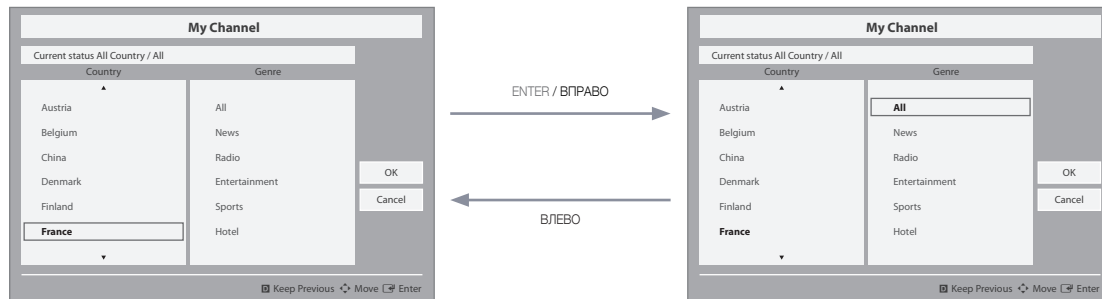 My Channel
Current status All Country / All
Country Genre
Austria All
Belgium News
China Radio
Denmark Entertainment
Finland Sports
France Hotel
OK
Cancel
Keep Previous Move Enter
ENTER / ВПРАВО
ВЛЕВО
My Channel
Current status All Country / All
Country Genre
Austria All
Belgium News
China Radio
Denmark Entertainment
Finland Sports
France Hotel
OK
Cancel
Keep Previous Move Enter